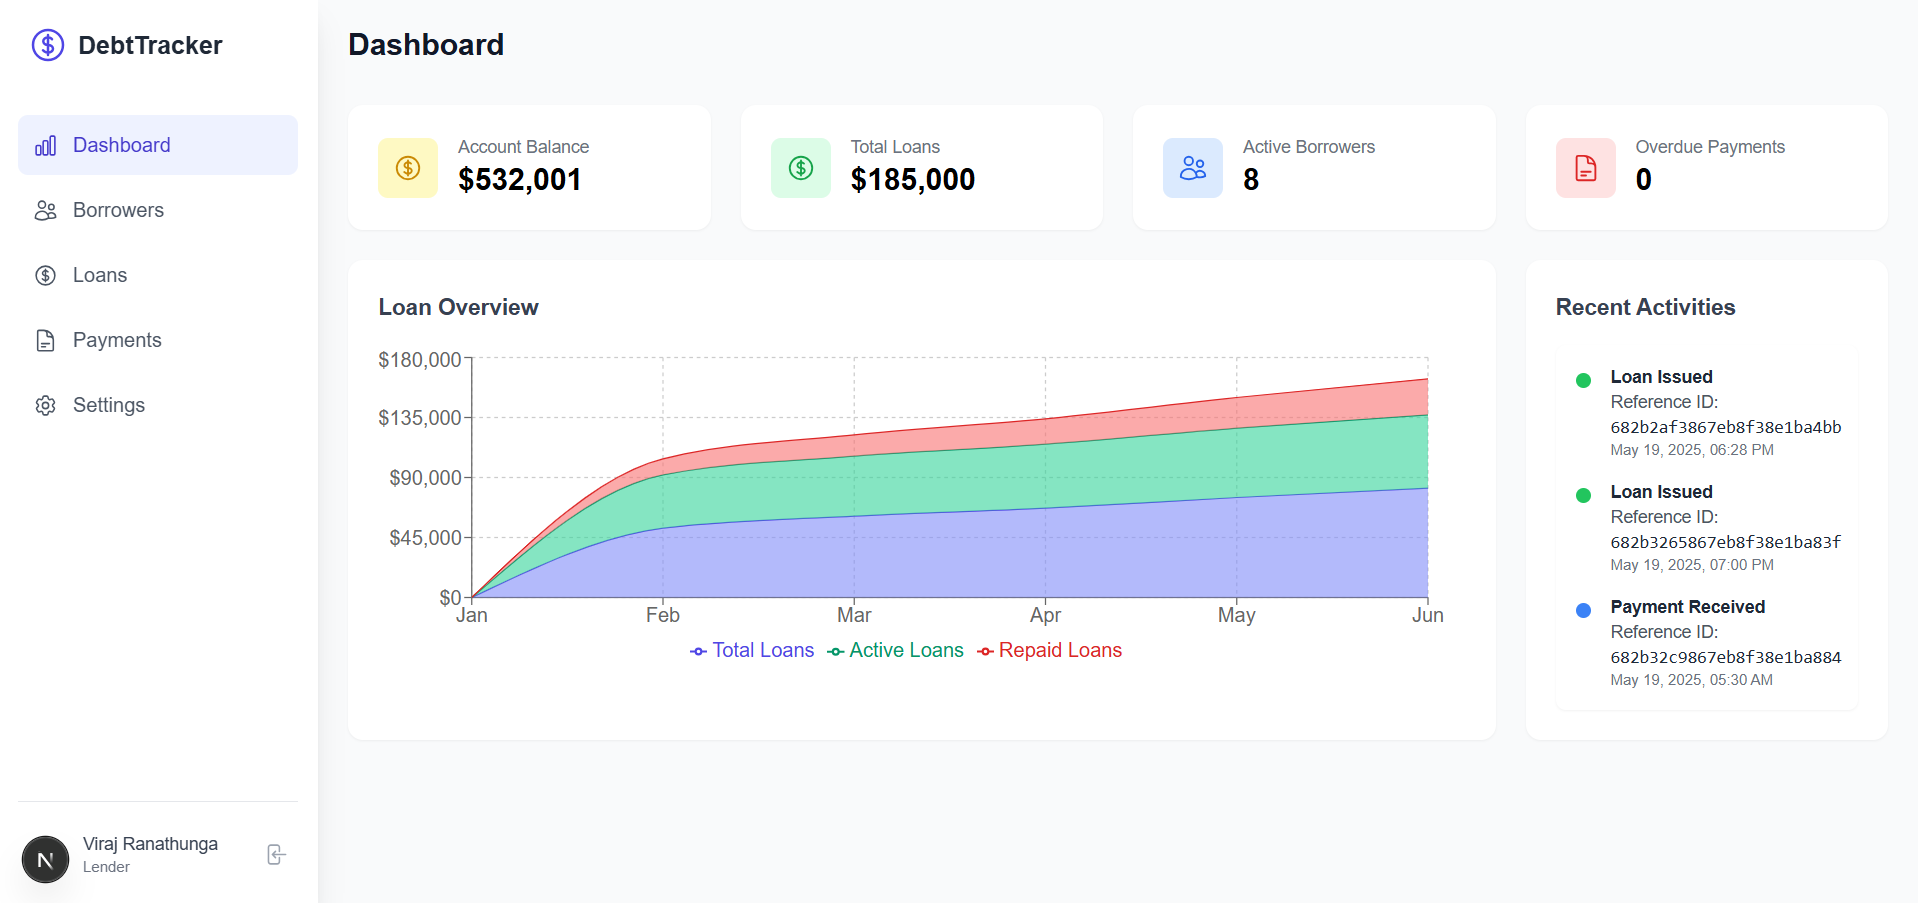 DebtTracker
Dashboard
Borrowers
Loans
Payments
Settings
N
Viraj Ranathunga
Lender
Dashboard
Account Balance
$532,001
Total Loans
$185,000
Active Borrowers
8
Overdue Payments
0
Loan Overview
$180,000
$135,000
$90,000
$45,000
$0
Jan Feb Mar Apr May Jun
Total Loans Active Loans Repaid Loans
Recent Activities
Loan Issued
Reference ID:
682b2af3867eb8f38e1ba4bb
May 19, 2025, 06:28 PM
Loan Issued
Reference ID:
682b3265867eb8f38e1ba83f
May 19, 2025, 07:00 PM
Payment Received
Reference ID:
682b32c9867eb8f38e1ba884
May 19, 2025, 05:30 AM